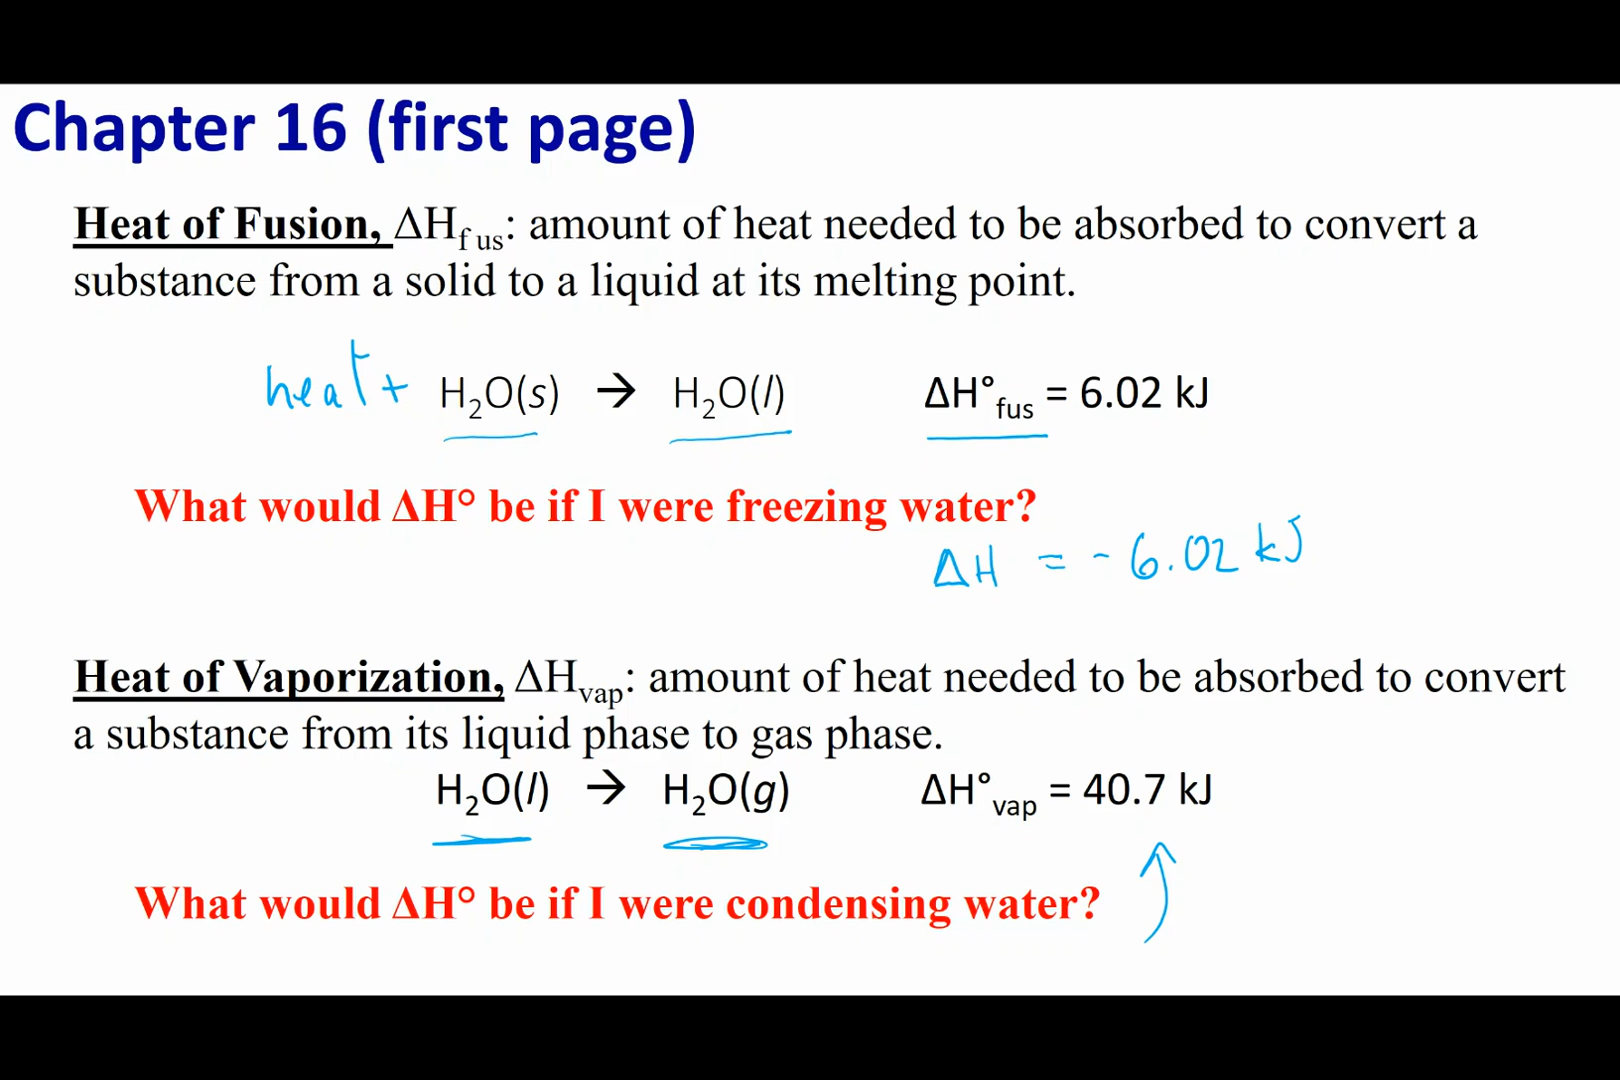 Chapter 16 (first page)
Heat of Fusion, ΔH_fus: amount of heat needed to be absorbed to convert a
substance from a solid to a liquid at its melting point.
heat + H₂O(s) → H₂O(l) ΔH°_fus = 6.02 kJ
What would ΔH° be if I were freezing water?
ΔH = -6.02 kJ
Heat of Vaporization, ΔH_vap: amount of heat needed to be absorbed to convert
a substance from its liquid phase to gas phase.
H₂O(l) → H₂O(g) ΔH°_vap = 40.7 kJ
What would ΔH° be if I were condensing water?